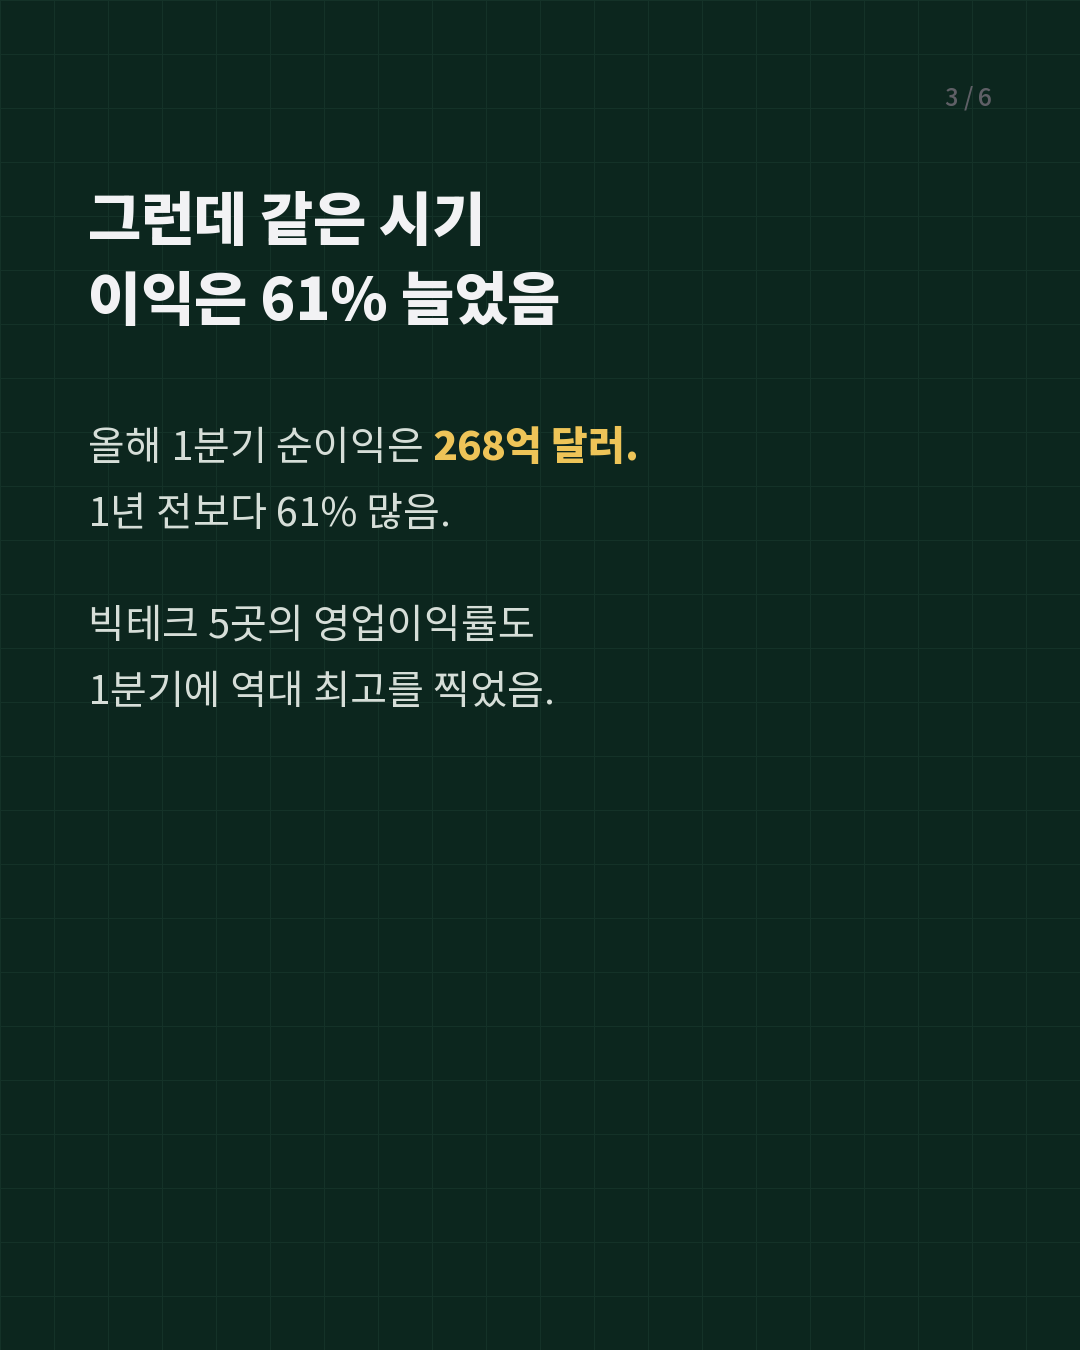 3 / 6
그런데 같은 시기
이익은 61% 늘었음
올해 1분기 순이익은 268억 달러.
1년 전보다 61% 많음.
빅테크 5곳의 영업이익률도
1분기에 역대 최고를 찍었음.